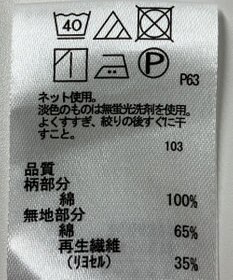 40
P
P63
ネット使用。
淡色のものは無蛍光洗剤を使用。
よくすすぎ、絞りの後すぐに干
すこと。
103
品質
柄部分
綿 100%
無地部分
綿 65%
再生繊維
(リヨセル) 35%